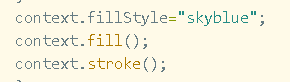 context.fillStyle="skyblue";
context.fill();
context.stroke();